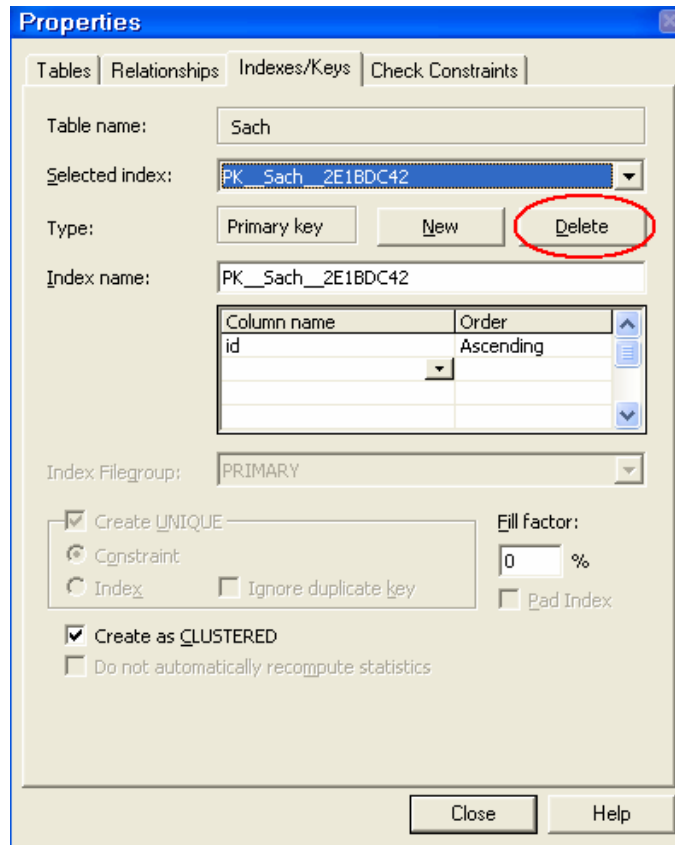 Properties
Tables Relationships Indexes/Keys Check Constraints
Table name: Sach
Selected index: PK__Sach__2E1BDC42
Type: Primary key New Delete
Index name: PK__Sach__2E1BDC42
Column name Order
id Ascending
Index Filegroup: PRIMARY
Create UNIQUE Fill factor:
Constraint 0 %
Index Ignore duplicate key Pad Index
Create as CLUSTERED
Do not automatically recompute statistics
Close Help